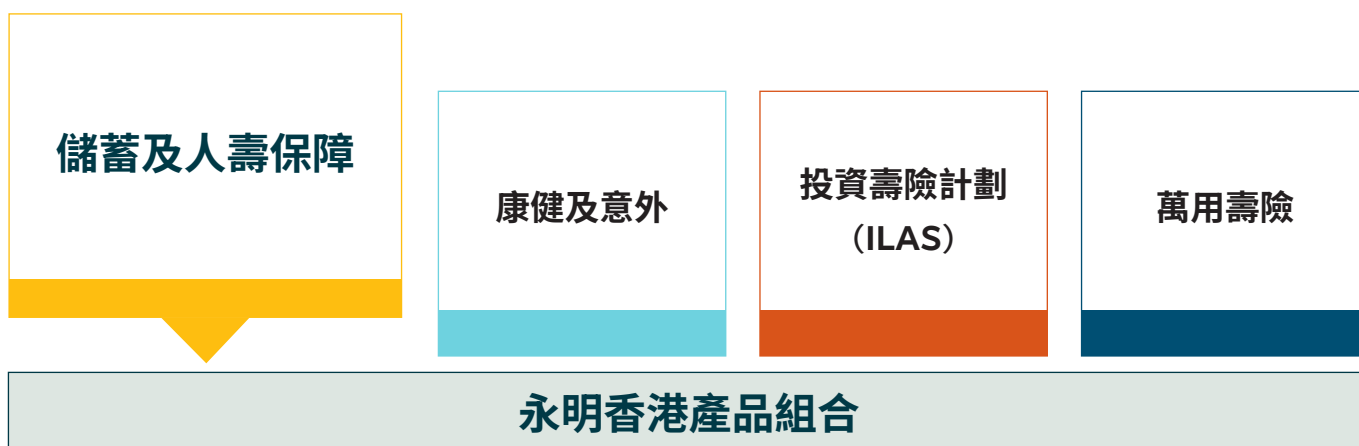 儲蓄及人壽保障
康健及意外
投資壽險計劃
（ILAS）
萬用壽險
永明香港產品組合